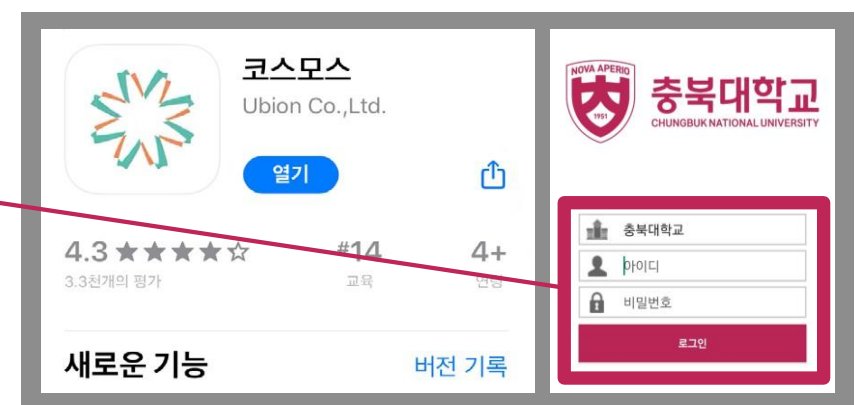 코스모스
Ubion Co.,Ltd.
열기
4.3 ★★★★☆
3.3천개의 평가
#14
교육
4+
연령
새로운 기능
버전 기록
NOVA APERIO
1951
충북대학교
CHUNGBUK NATIONAL UNIVERSITY
충북대학교
아이디
비밀번호
로그인